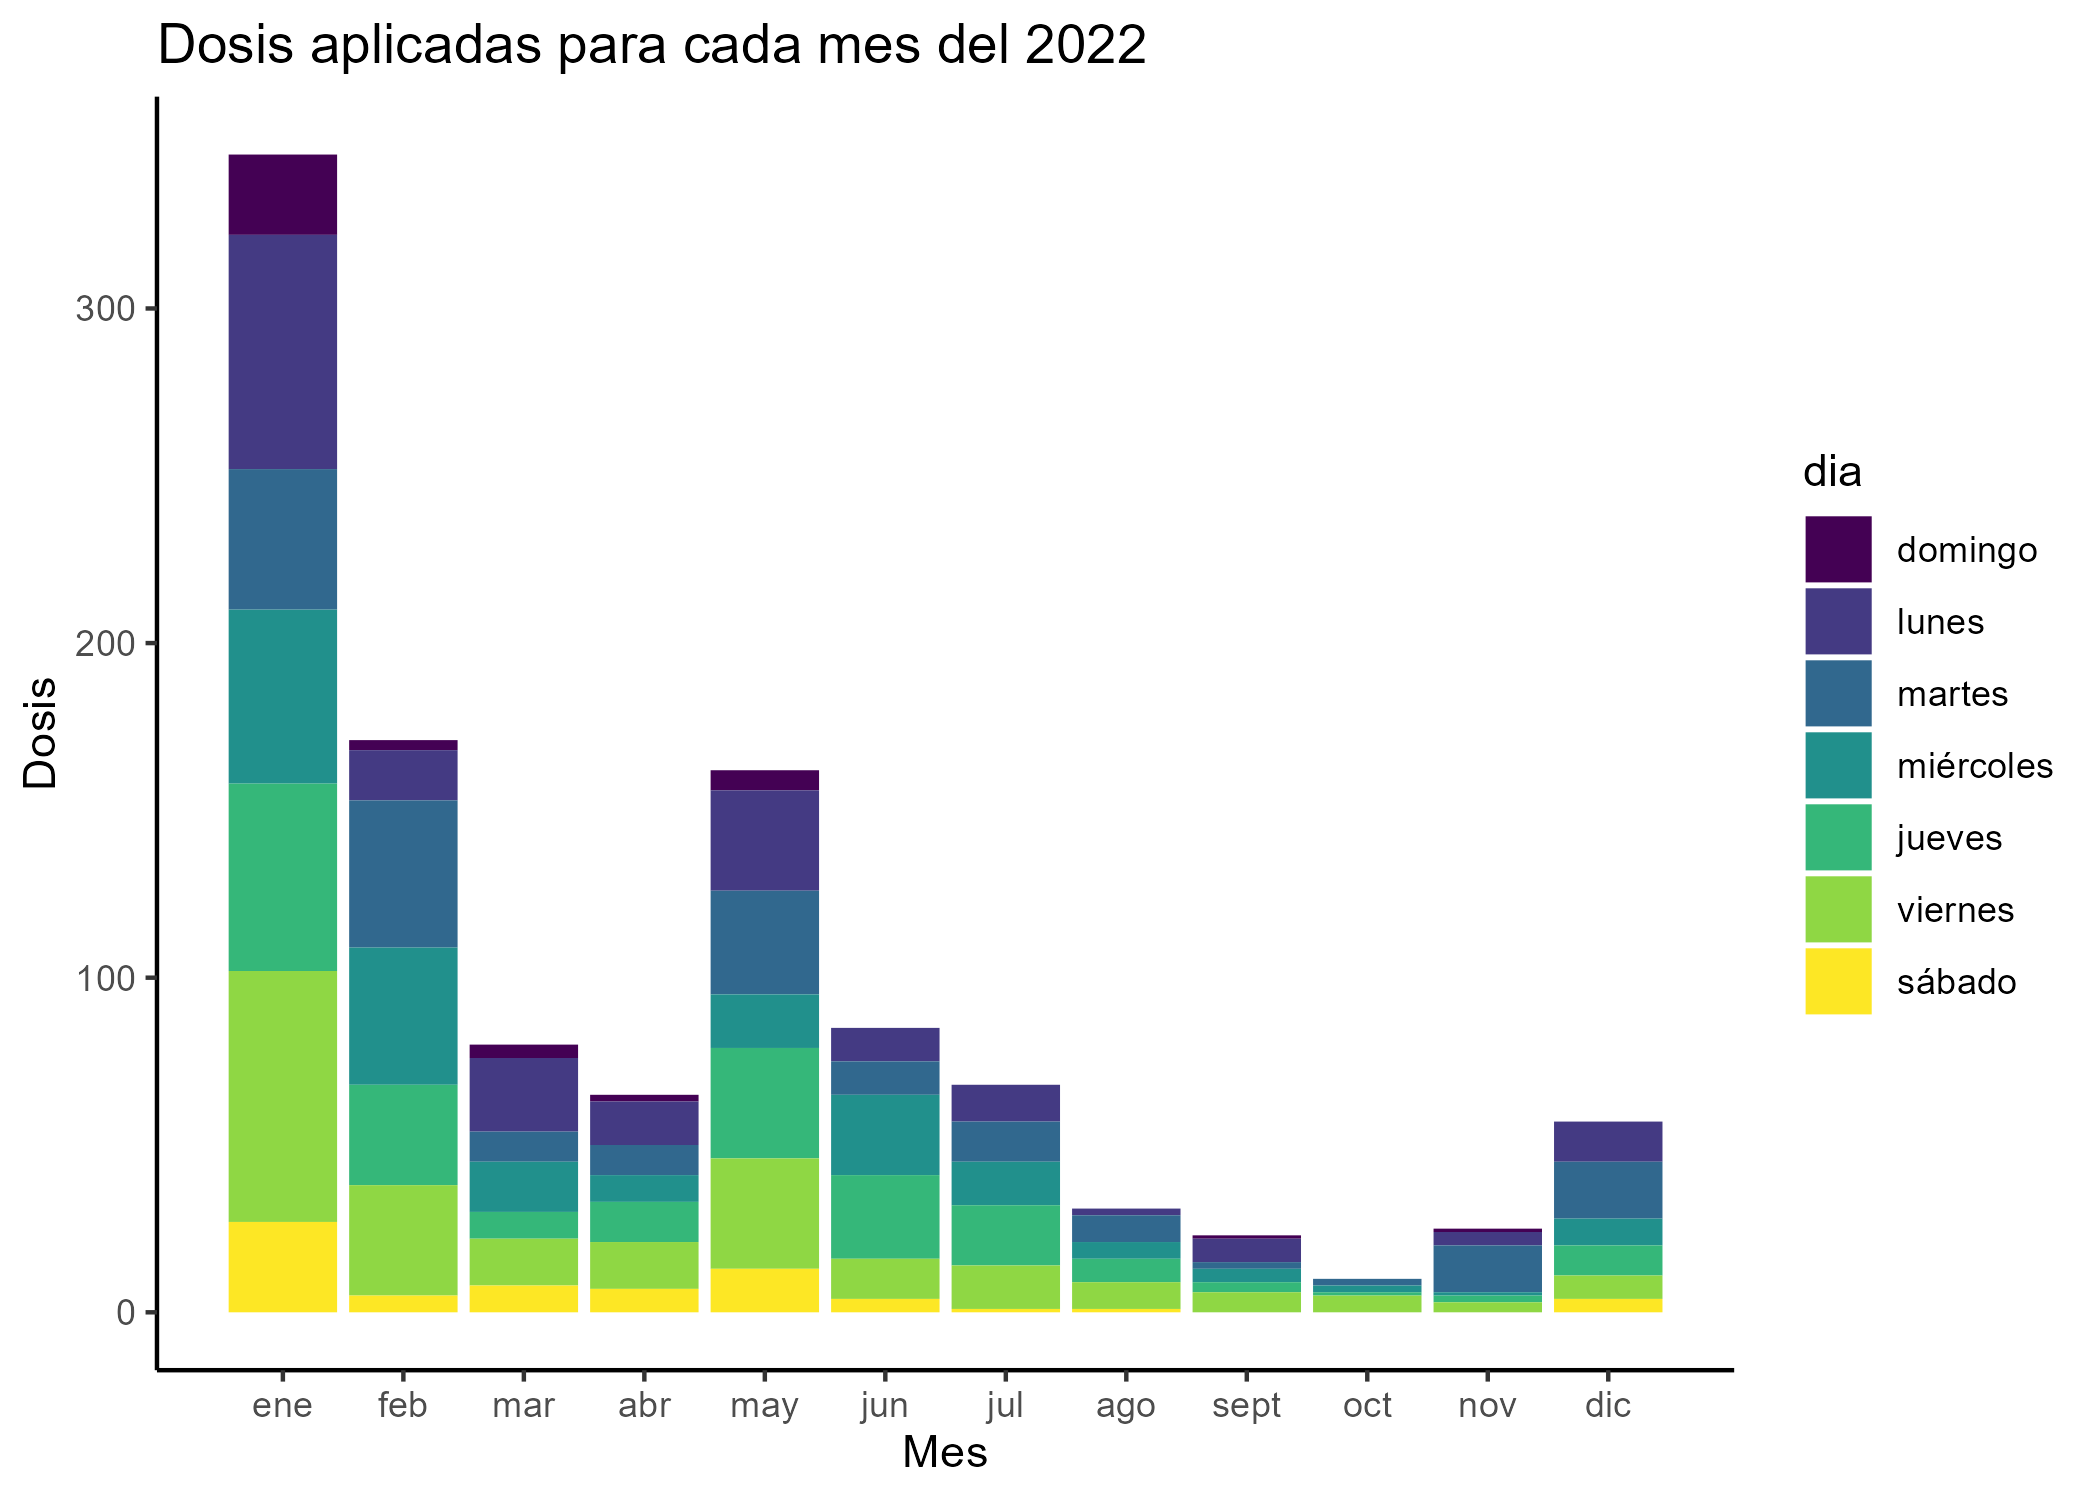 Dosis aplicadas para cada mes del 2022
Dosis
300
200
100
0
ene feb mar abr may jun jul ago sept oct nov dic
Mes
dia
domingo
lunes
martes
miércoles
jueves
viernes
sábado